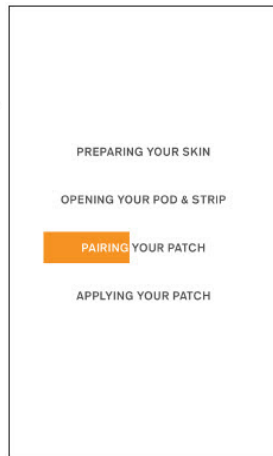 PREPARING YOUR SKIN
OPENING YOUR POD & STRIP
PAIRING YOUR PATCH
APPLYING YOUR PATCH